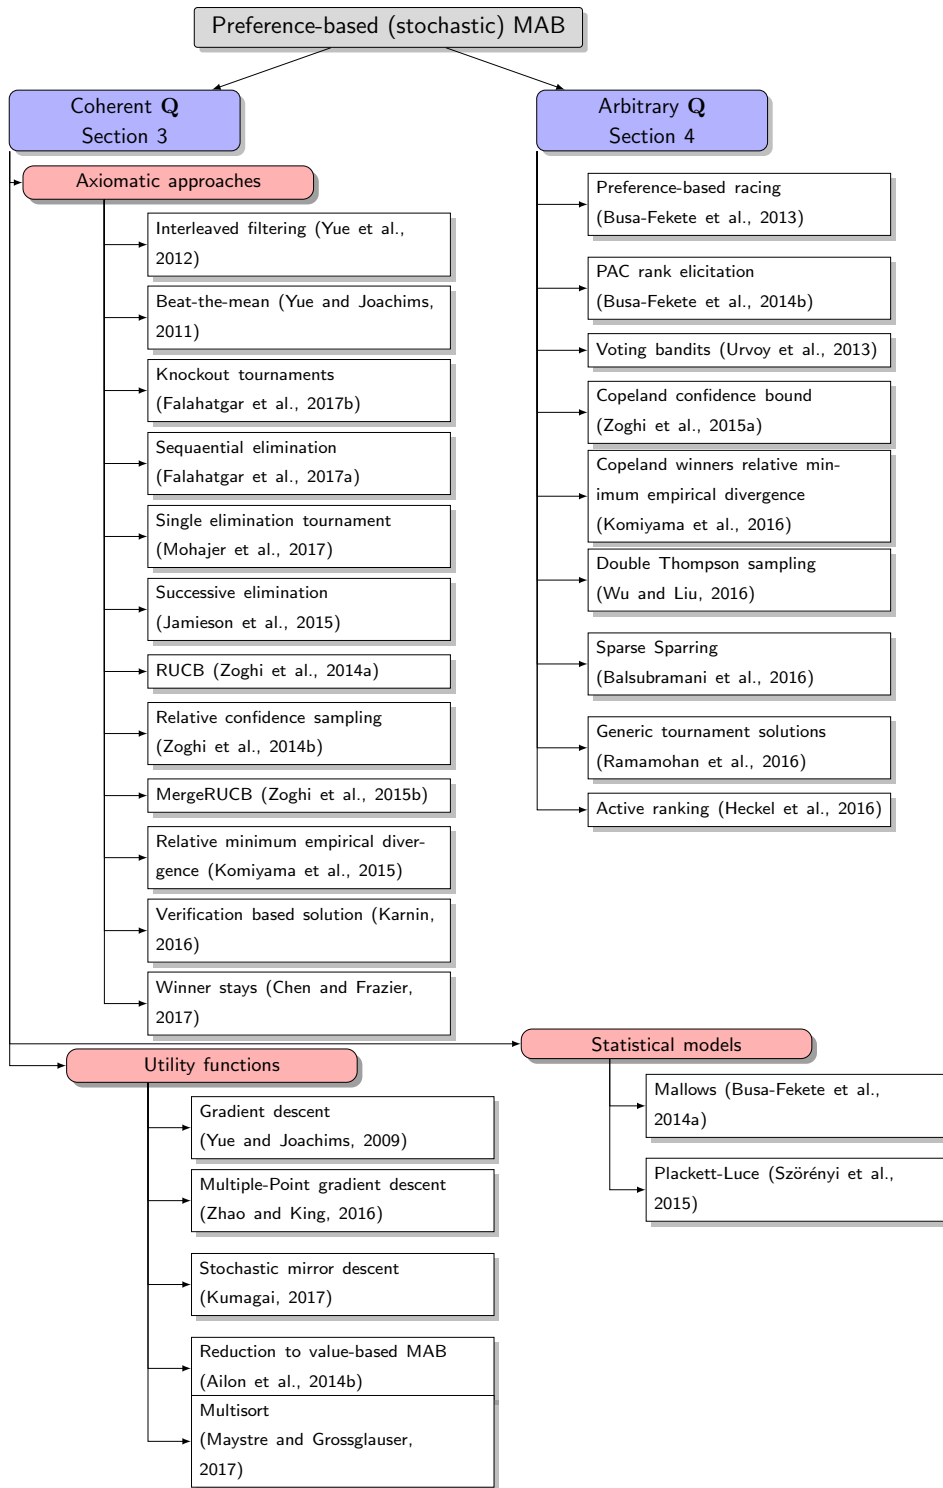 Preference-based (stochastic) MAB
Coherent Q
Section 3
Axiomatic approaches
Interleaved filtering (Yue et al.,
2012)
Beat-the-mean (Yue and Joachims,
2011)
Knockout tournaments
(Falahatgar et al., 2017b)
Sequaential elimination
(Falahatgar et al., 2017a)
Single elimination tournament
(Mohajer et al., 2017)
Successive elimination
(Jamieson et al., 2015)
RUCB (Zoghi et al., 2014a)
Relative confidence sampling
(Zoghi et al., 2014b)
MergeRUCB (Zoghi et al., 2015b)
Relative minimum empirical diver-
gence (Komiyama et al., 2015)
Verification based solution (Karnin,
2016)
Winner stays (Chen and Frazier,
2017)
Utility functions
Gradient descent
(Yue and Joachims, 2009)
Multiple-Point gradient descent
(Zhao and King, 2016)
Stochastic mirror descent
(Kumagai, 2017)
Reduction to value-based MAB
(Ailon et al., 2014b)
Multisort
(Maystre and Grossglauser,
2017)
Statistical models
Mallows (Busa-Fekete et al.,
2014a)
Plackett-Luce (Szörényi et al.,
2015)
Arbitrary Q
Section 4
Preference-based racing
(Busa-Fekete et al., 2013)
PAC rank elicitation
(Busa-Fekete et al., 2014b)
Voting bandits (Urvoy et al., 2013)
Copeland confidence bound
(Zoghi et al., 2015a)
Copeland winners relative min-
imum empirical divergence
(Komiyama et al., 2016)
Double Thompson sampling
(Wu and Liu, 2016)
Sparse Sparring
(Balsubramani et al., 2016)
Generic tournament solutions
(Ramamohan et al., 2016)
Active ranking (Heckel et al., 2016)